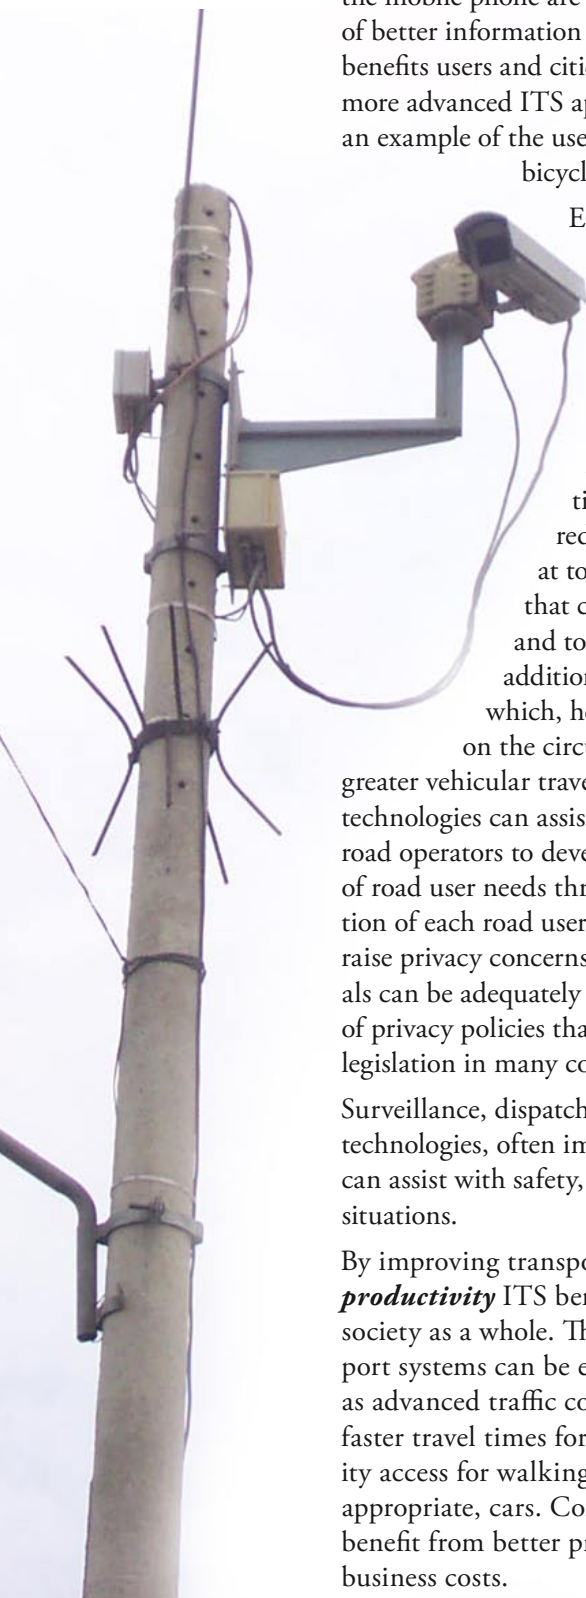 the mobile phone are
of better information
benefits users and citi
more advanced ITS ap
an example of the use
bicycl
E
ti
red
at to
that c
and to
addition
which, ho
on the circu
greater vehicular trave
technologies can assis
road operators to deve
of road user needs thr
tion of each road user
raise privacy concerns
als can be adequately
of privacy policies tha
legislation in many co
Surveillance, dispatch
technologies, often im
can assist with safety,
situations.
By improving transpo
productivity ITS ben
society as a whole. Th
port systems can be e
as advanced traffic co
faster travel times for
ity access for walking
appropriate, cars. Co
benefit from better pr
business costs.